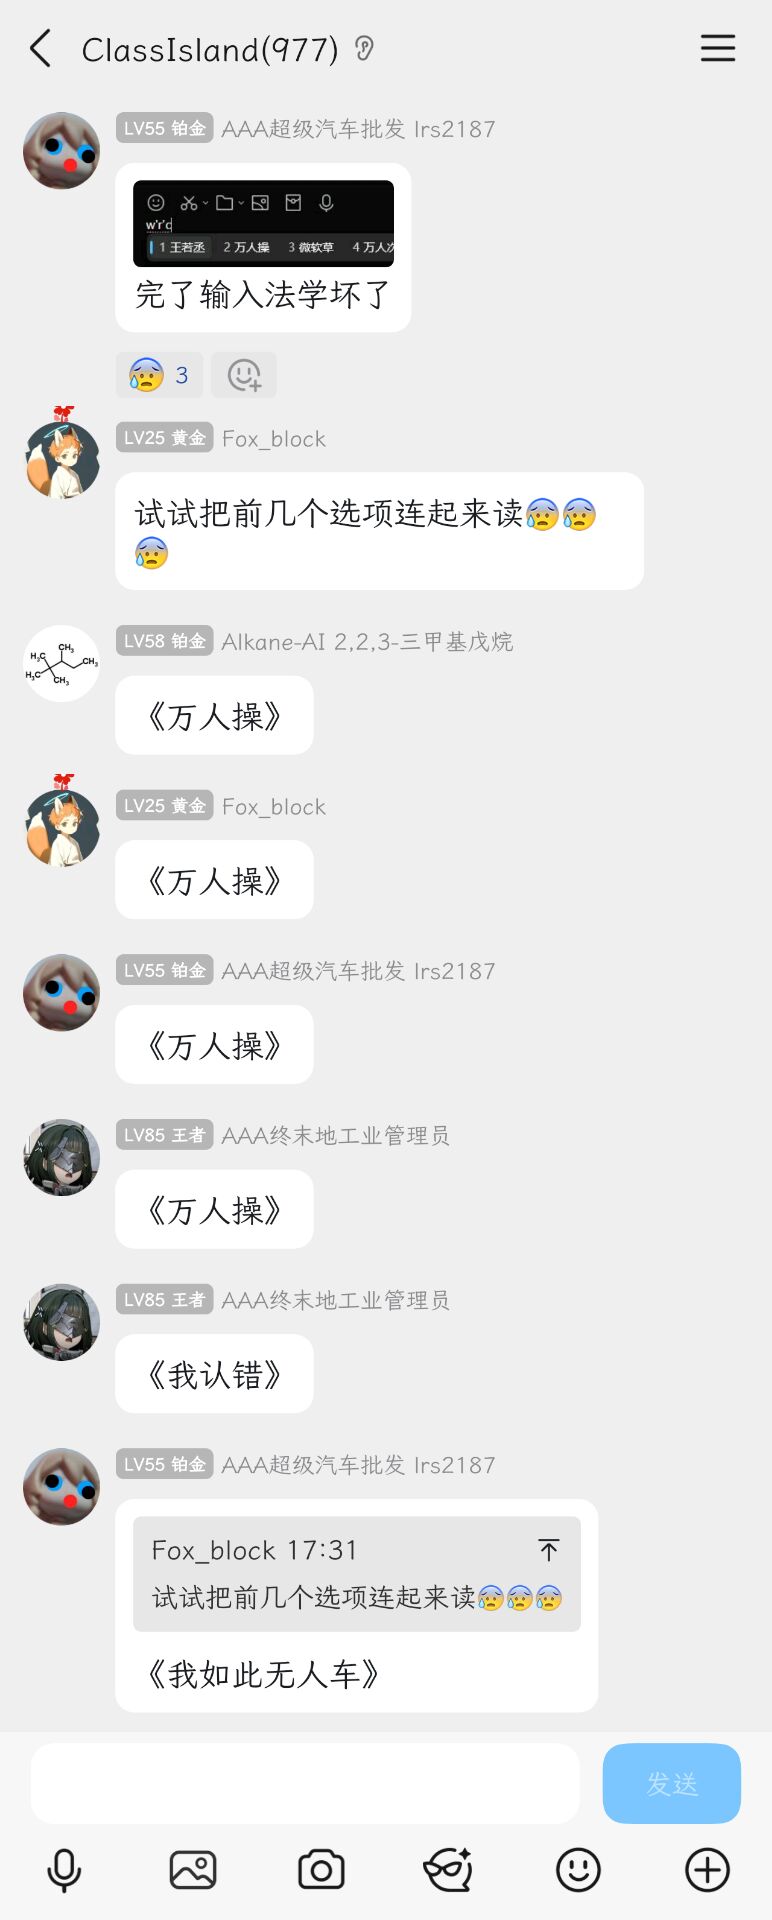 ClassIsland(977)
LV55 铂金 AAA超级汽车批发 lrs2187
w'r'c
1 王若丞 2 万人操 3 微软草 4 万人次
完了输入法学坏了
3
LV25 黄金 Fox_block
试试把前几个选项连起来读😰😰
😰
LV58 铂金 Alkane-AI 2,2,3-三甲基戊烷
CH₃
H₃C
CH₃
H₃C
CH₃
《万人操》
LV25 黄金 Fox_block
《万人操》
LV55 铂金 AAA超级汽车批发 lrs2187
《万人操》
LV85 王者 AAA终末地工业管理员
《万人操》
LV85 王者 AAA终末地工业管理员
《我认错》
LV55 铂金 AAA超级汽车批发 lrs2187
Fox_block 17:31
试试把前几个选项连起来读😰😰😰
《我如此无人车》
发送